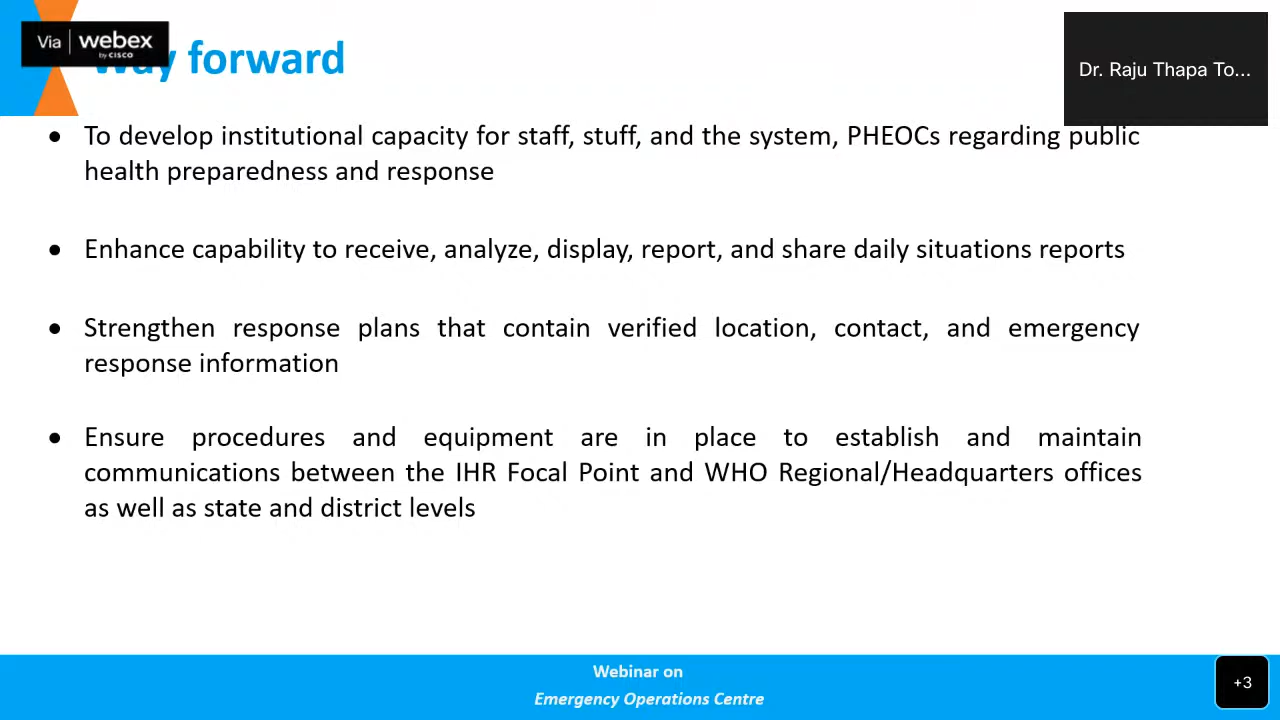 Via webex
by CISCO
Way forward
Dr. Raju Thapa To...
● To develop institutional capacity for staff, stuff, and the system, PHEOCs regarding public
health preparedness and response
● Enhance capability to receive, analyze, display, report, and share daily situations reports
● Strengthen response plans that contain verified location, contact, and emergency
response information
● Ensure procedures and equipment are in place to establish and maintain
communications between the IHR Focal Point and WHO Regional/Headquarters offices
as well as state and district levels
Webinar on
Emergency Operations Centre
+3